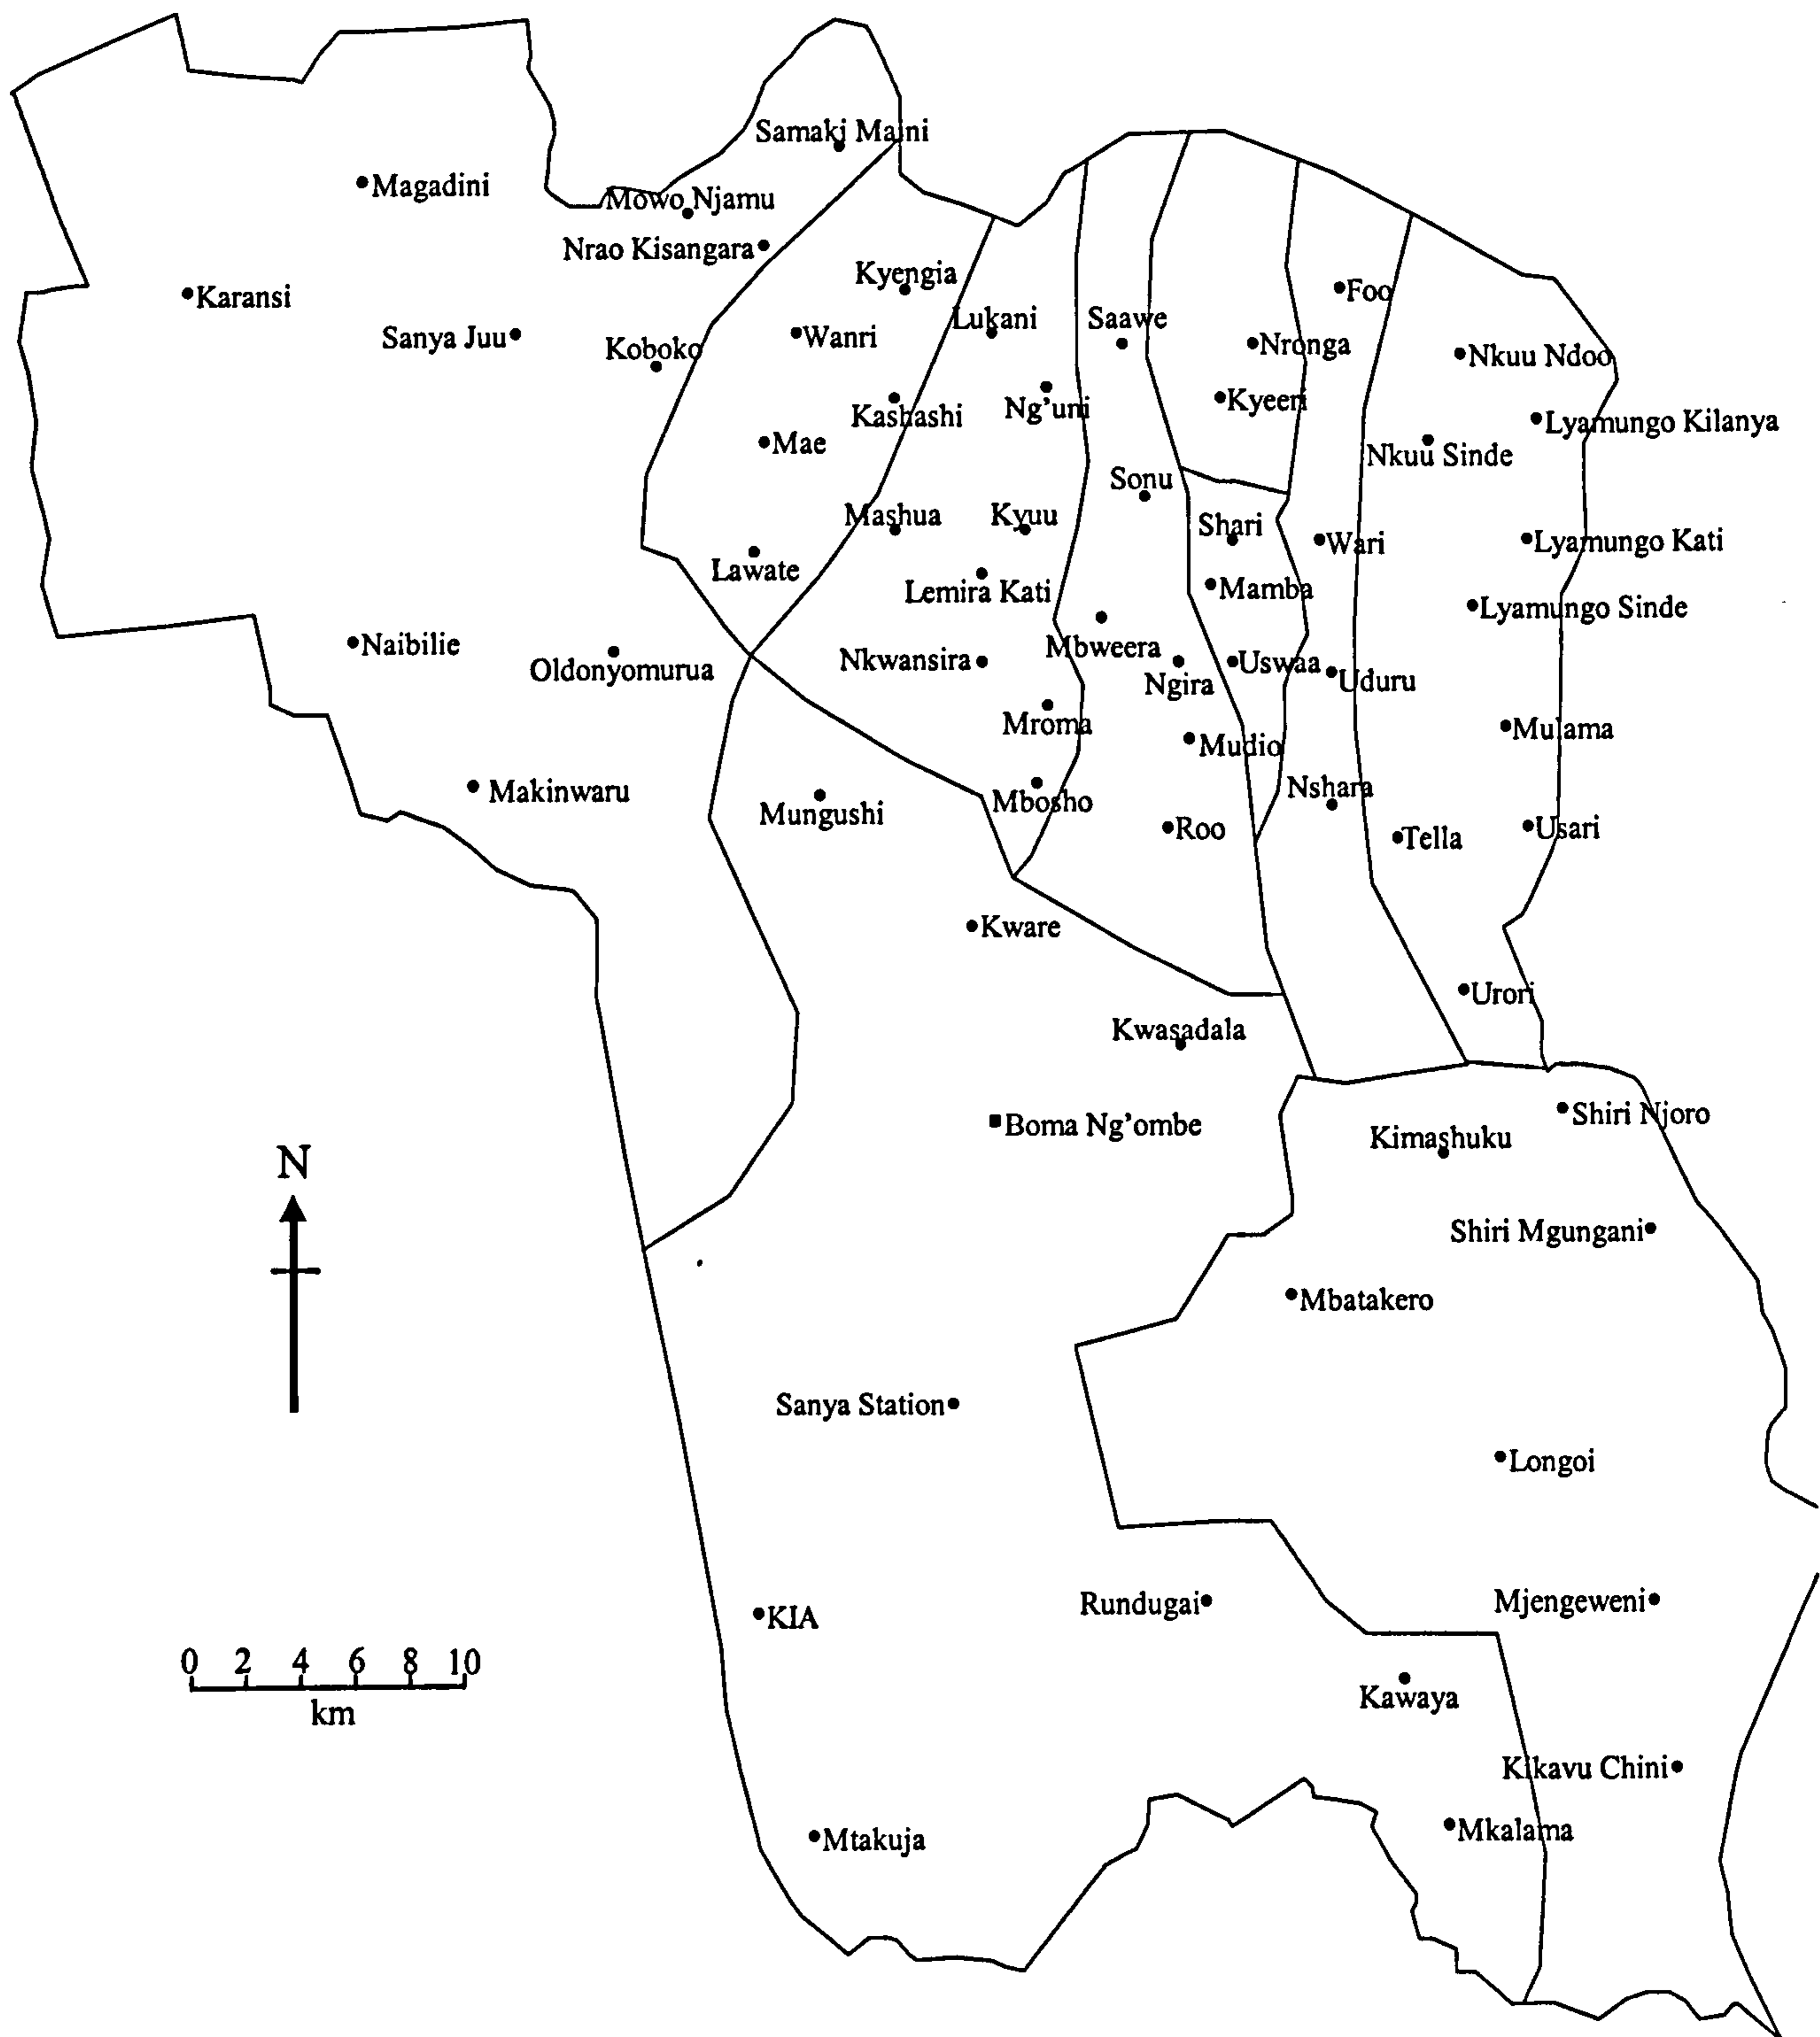 Samaki Maini
Magadini
Mowo Njamu
Nrao Kisangara
Kyengia
Karansi
Foo
Lukani
Saawe
Sanya Juu
Wanri
Koboko
Nronga
Nkuu Ndoo
Kyeeri
Kashashi
Ng'uni
Lyamungo Kilanya
Mae
Nkuu Sinde
Sonu
Mashua
Kyuu
Shari
Wari
Lyamungo Kati
Lawate
Lemira Kati
Mamba
Lyamungo Sinde
Naibilie
Mbweera
Oldonyomurua
Nkwansira
Uswaa
Ngira
Uduru
Mroma
Mulama
Mudio
Makinwaru
Nshara
Mungushi
Mbosho
Roo
Tella
Usari
Kware
Urori
Kwasadala
Shiri Njoro
Boma Ng'ombe
Kimashuku
N
Shiri Mgungani
Mbatakero
Sanya Station
Longoi
Rundugai
Mjengeweni
KIA
0 2 4 6 8 10
km
Kawaya
Kikavu Chini
Mkalama
Mtakuja